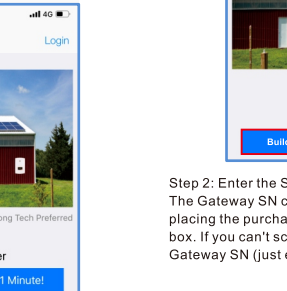 4G
Login
ong Tech Preferred
er
1 Minute!
Build
Step 2: Enter the S
The Gateway SN c
placing the purcha
box. If you can't sc
Gateway SN (just e